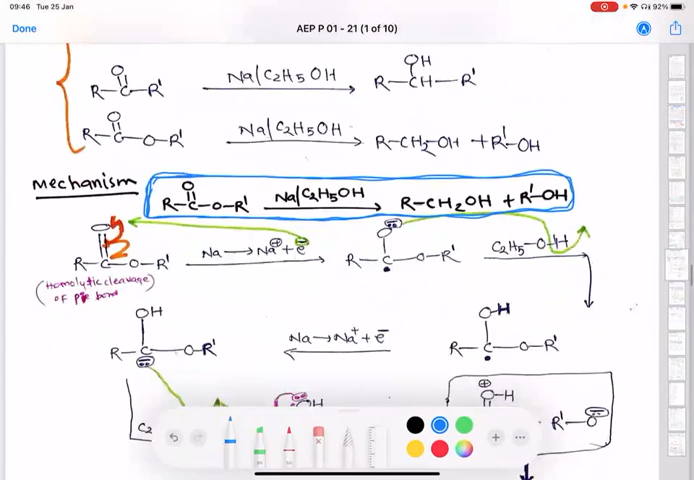 09:46 Tue 25 Jan 92%
Done AEP P 01 - 21 (1 of 10)
O OH
R-C-R' Na/C2H5OH R-CH-R'
O
R-C-O-R' Na/C2H5OH R-CH2-OH + R'-OH
Mechanism O
R-C-O-R' Na/C2H5OH R-CH2OH + R'-OH
O O
R-C-O-R' Na → Na⊕ + e⁻ R-C-O-R' C2H5-O-H
(Homolytic cleavage
of bond)
OH O-H
R-C-OR' Na → Na⁺ + e⁻ R-C-O-R'
⊕
O-H
C2 OH R'-O